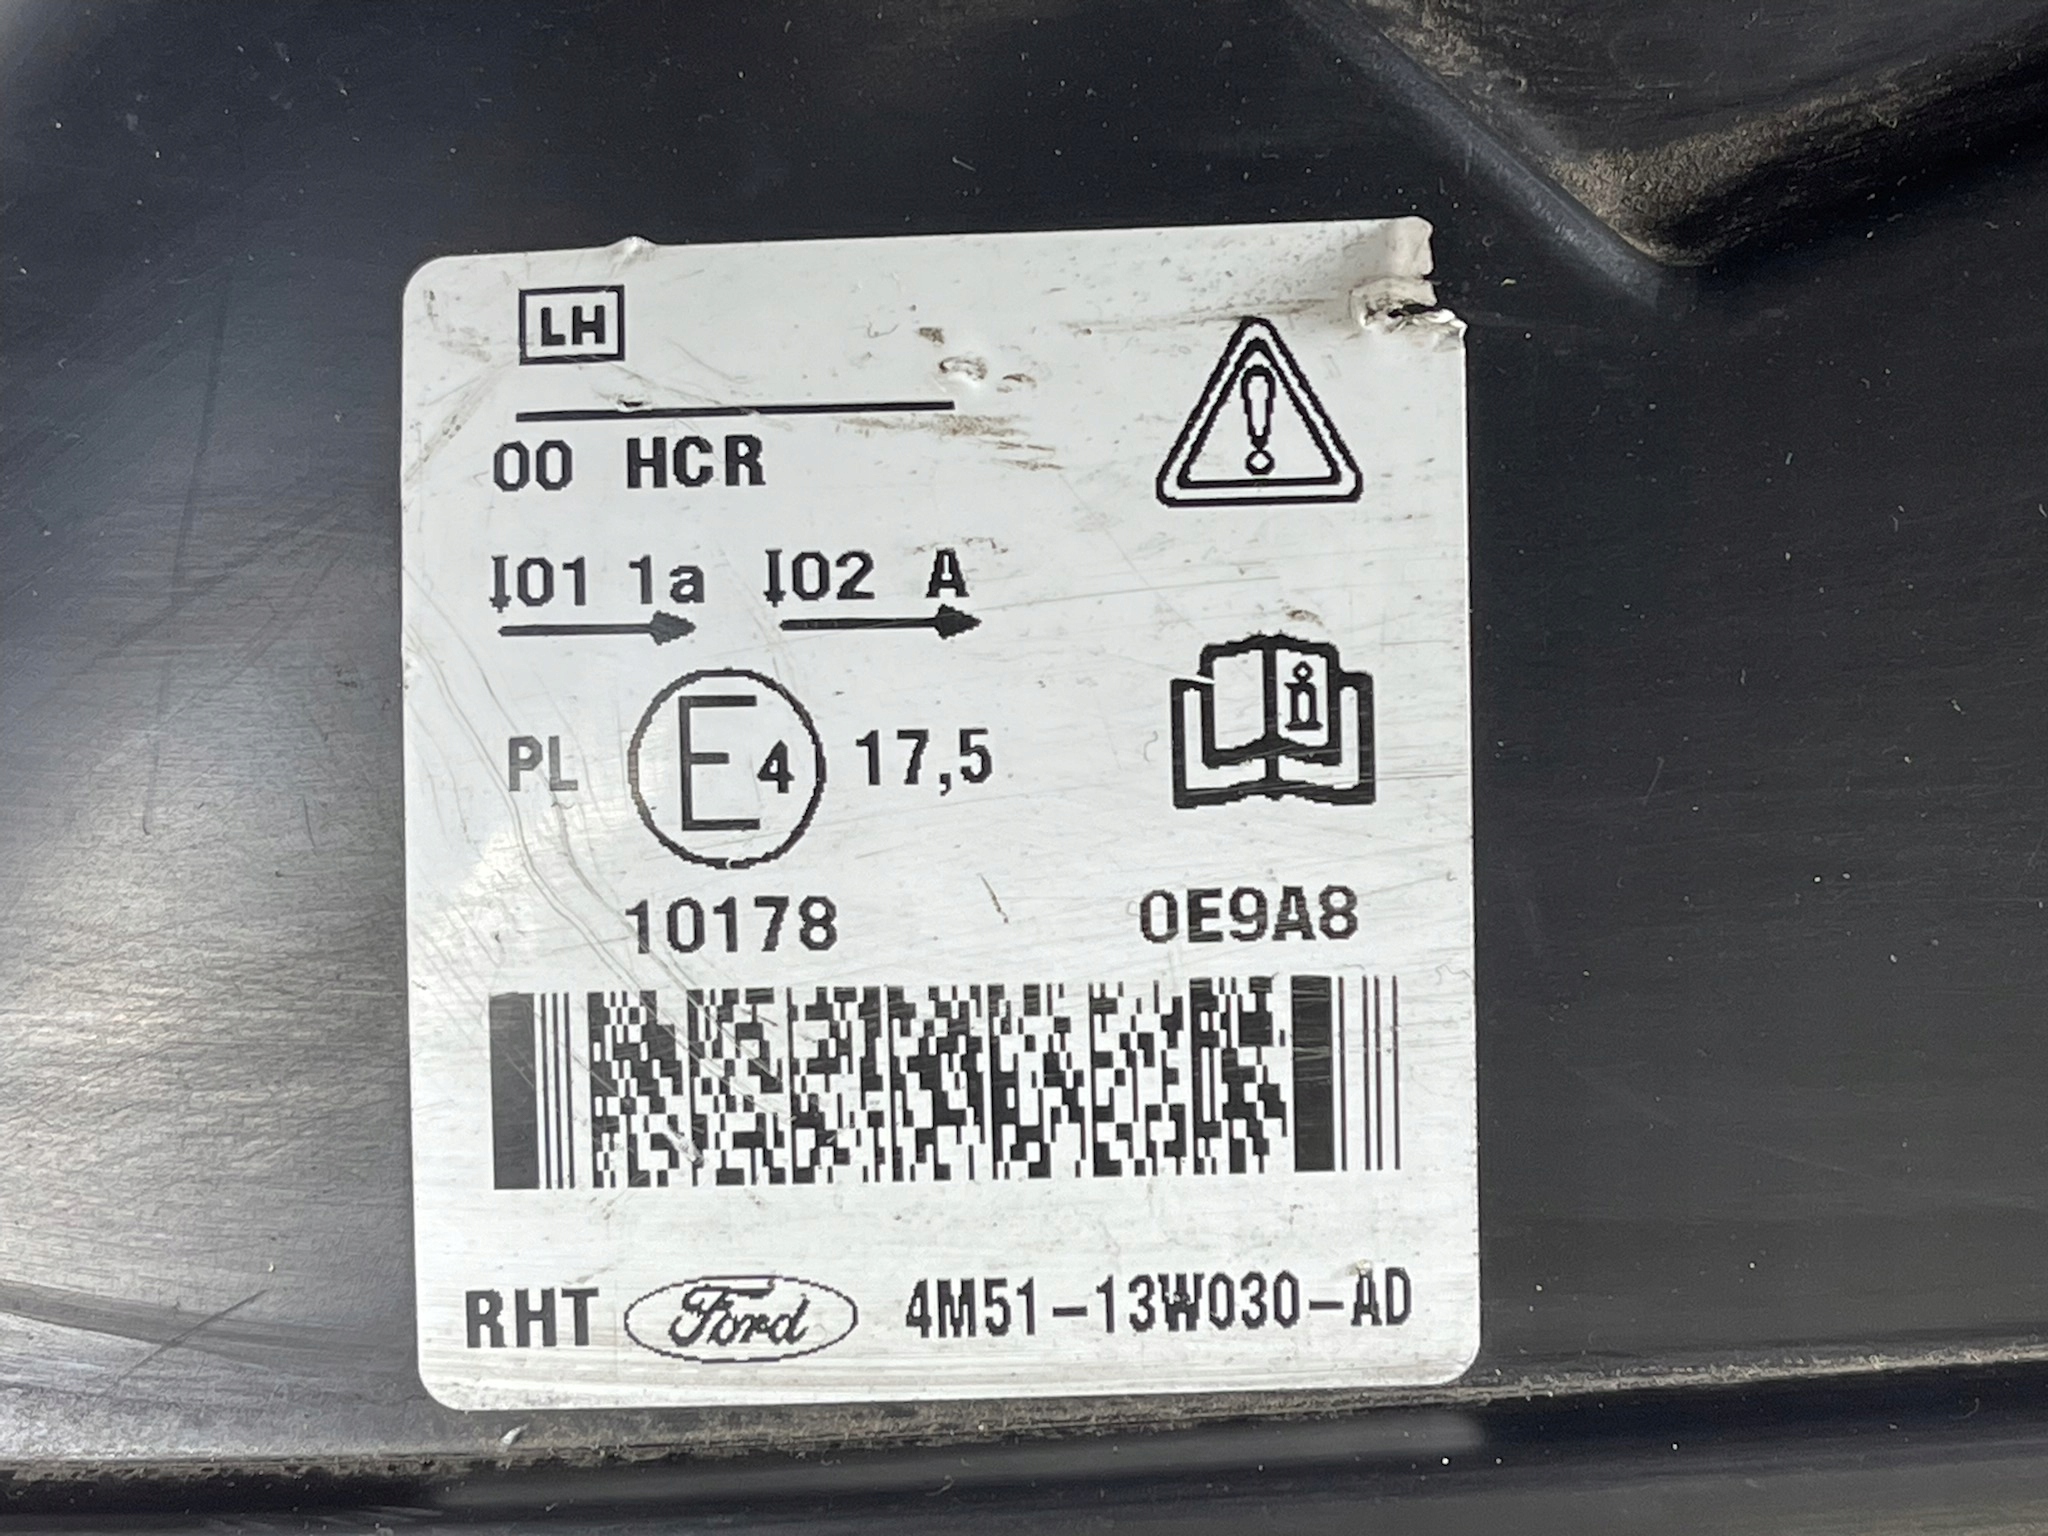 LH
00 HCR
I01 1a I02 A
PL E4 17,5
10178 0E9A8
RHT Ford 4M51-13W030-AD